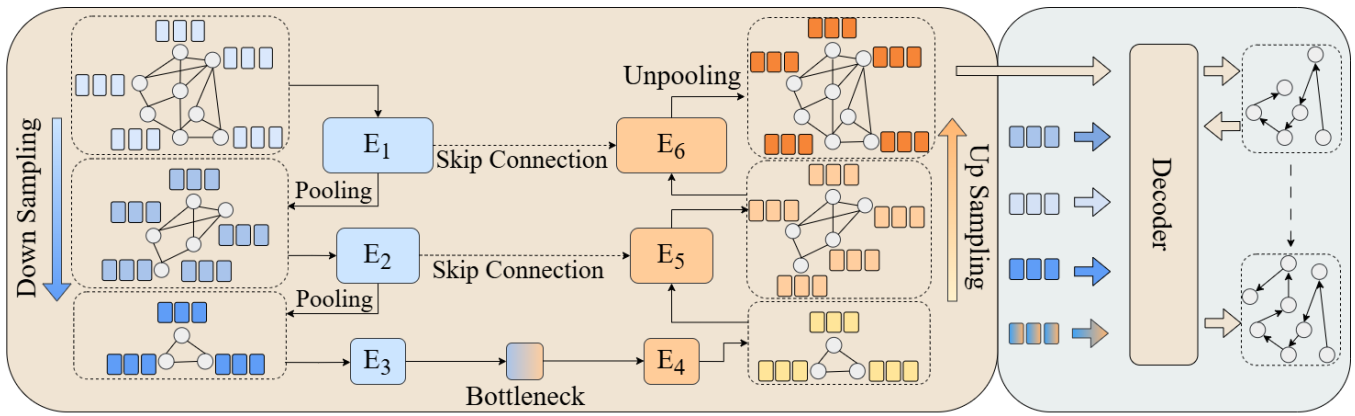 Down Sampling
E1
Pooling
E2
Pooling
E3
Skip Connection
Skip Connection
Bottleneck
Unpooling
E6
E5
E4
Up Sampling
Decoder